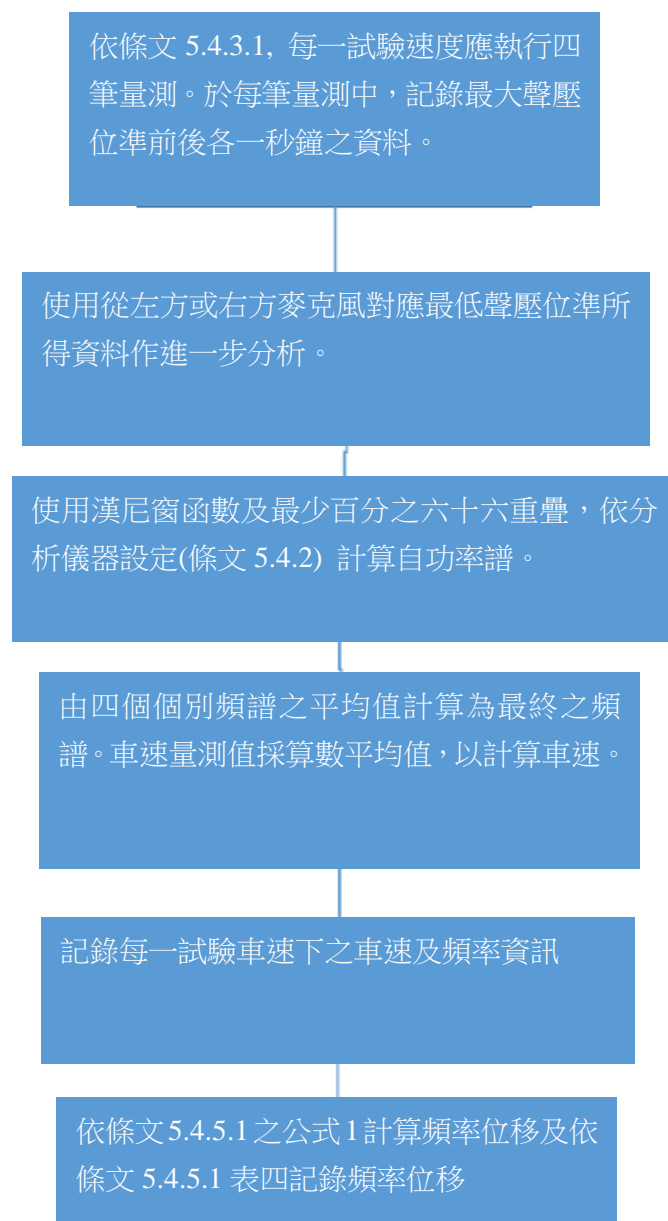 依條文 5.4.3.1, 每一試驗速度應執行四
筆量測。於每筆量測中，記錄最大聲壓
位準前後各一秒鐘之資料。
使用從左方或右方麥克風對應最低聲壓位準所
得資料作進一步分析。
使用漢尼窗函數及最少百分之六十六重疊，依分
析儀器設定(條文 5.4.2) 計算自功率譜。
由四個個別頻譜之平均值計算為最終之頻
譜。車速量測值採算數平均值，以計算車速。
記錄每一試驗車速下之車速及頻率資訊
依條文 5.4.5.1 之公式 1 計算頻率位移及依
條文 5.4.5.1 表四記錄頻率位移